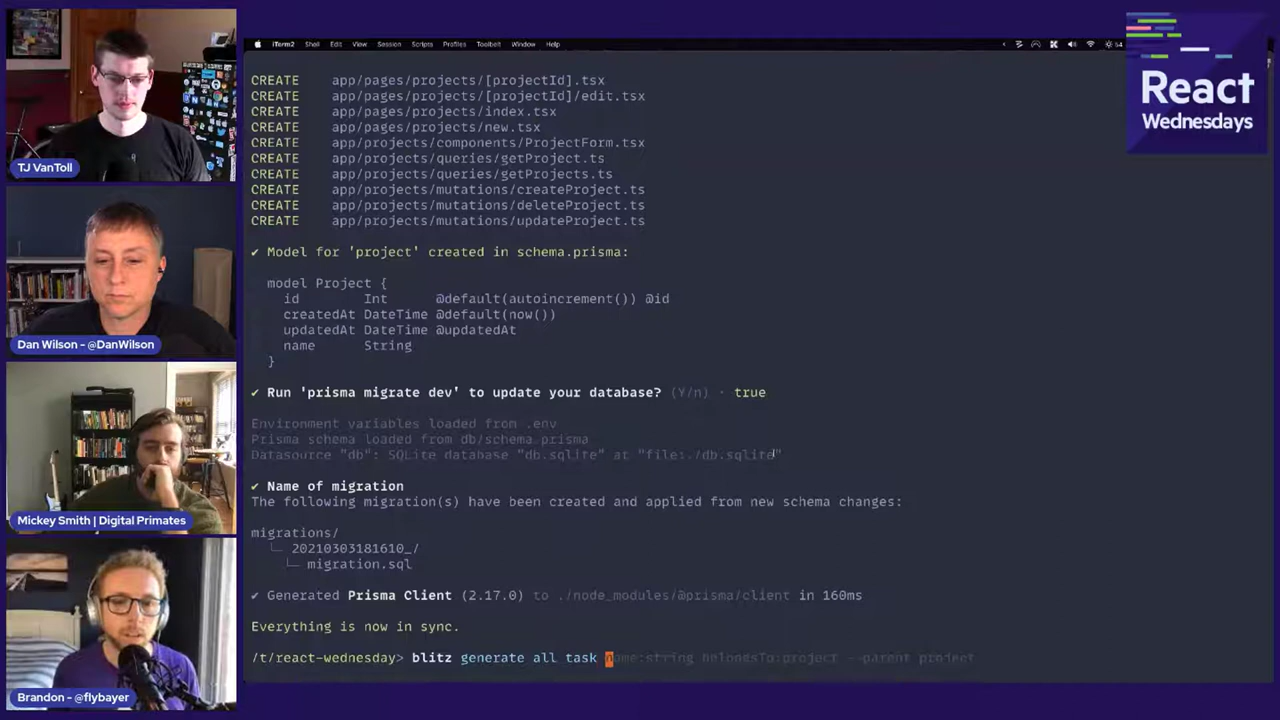 iTerm2 Shell Edit View Session Scripts Profiles Toolbelt Window Help
54
React
Wednesdays
CREATE app/pages/projects/[projectId].tsx
CREATE app/pages/projects/[projectId]/edit.tsx
CREATE app/pages/projects/index.tsx
CREATE app/pages/projects/new.tsx
CREATE app/projects/components/ProjectForm.tsx
CREATE app/projects/queries/getProject.ts
CREATE app/projects/queries/getProjects.ts
CREATE app/projects/mutations/createProject.ts
CREATE app/projects/mutations/deleteProject.ts
CREATE app/projects/mutations/updateProject.ts
✔ Model for 'project' created in schema.prisma:
model Project {
id Int @default(autoincrement()) @id
createdAt DateTime @default(now())
updatedAt DateTime @updatedAt
name String
}
✔ Run 'prisma migrate dev' to update your database? (Y/n) · true
Environment variables loaded from .env
Prisma schema loaded from db/schema.prisma
Datasource "db": SQLite database "db.sqlite" at "file:./db.sqlite"
✔ Name of migration
The following migration(s) have been created and applied from new schema changes:
migrations/
└─ 20210303181610_/
└─ migration.sql
✔ Generated Prisma Client (2.17.0) to ./node_modules/@prisma/client in 160ms
Everything is now in sync.
/t/react-wednesday> blitz generate all task name:string belongsTo:project --parent project
TJ VanToll
Dan Wilson - @DanWilson
Mickey Smith | Digital Primates
Brandon - @flybayer